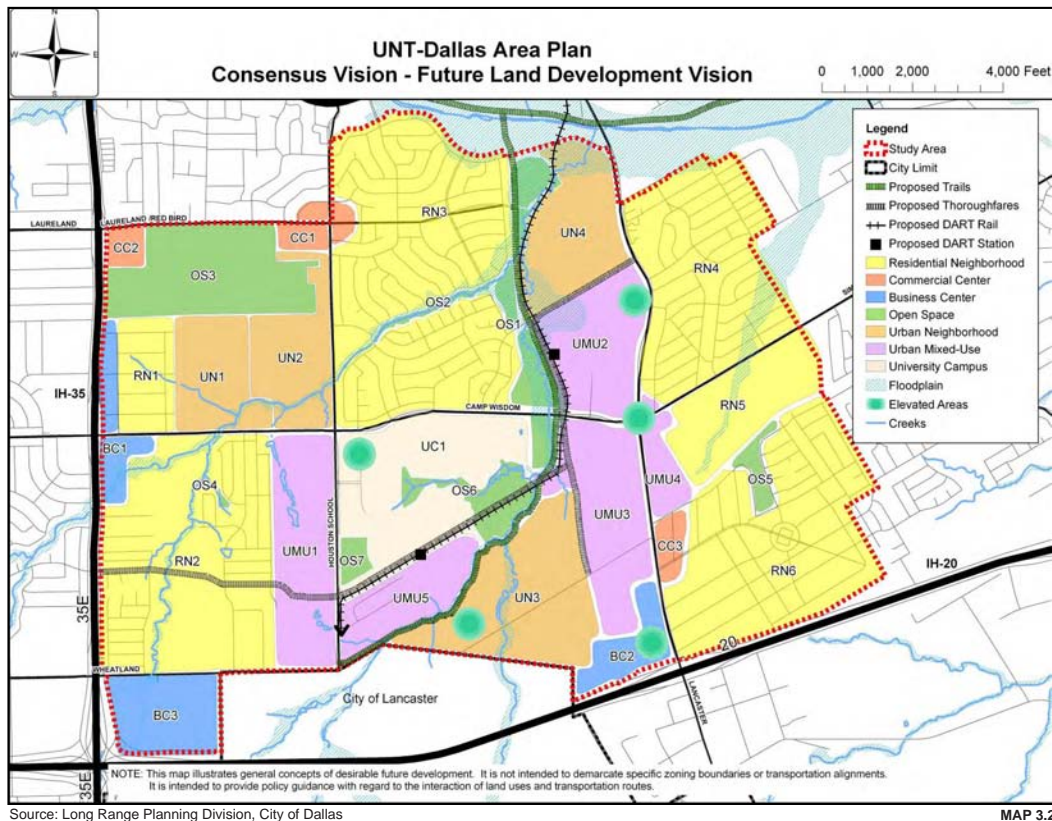 N
W
E
S
UNT-Dallas Area Plan
Consensus Vision - Future Land Development Vision
0 1,000 2,000 4,000 Feet
Legend
Study Area
City Limit
Proposed Trails
Proposed Thoroughfares
Proposed DART Rail
Proposed DART Station
Residential Neighborhood
Commercial Center
Business Center
Open Space
Urban Neighborhood
Urban Mixed-Use
University Campus
Floodplain
Elevated Areas
Creeks
LAURELAND
LAURELAND /RED BIRD
RN3
CC2
CC1
UN4
OS3
RN4
OS2
OS1
UMU2
RN1
UN1
UN2
IH-35
CAMP WISDOM
RN5
BC1
UC1
OS4
OS6
UMU4
OS5
UMU1
HOUSTON SCHOOL
UMU3
CC3
OS7
RN2
RN6
IH-20
UMU5
UN3
35E
20
WHEATLAND
BC2
City of Lancaster
LANCASTER
BC3
35E
NOTE: This map illustrates general concepts of desirable future development. It is not intended to demarcate specific zoning boundaries or transportation alignments.
It is intended to provide policy guidance with regard to the interaction of land uses and transportation routes.
Source: Long Range Planning Division, City of Dallas
MAP 3.2